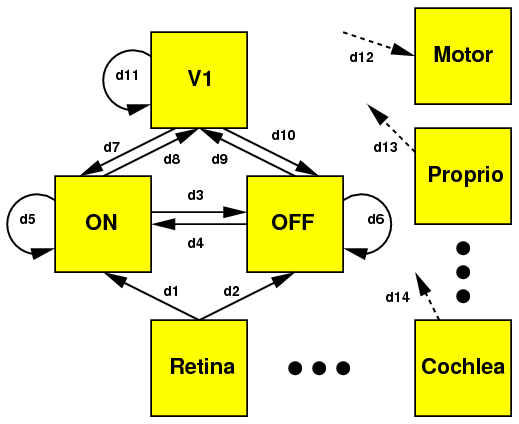 Motor
d12
d11
V1
d7
d8
d9
d10
d13
Proprio
d5
ON
d3
d4
OFF
d6
d1
d2
d14
Retina
Cochlea